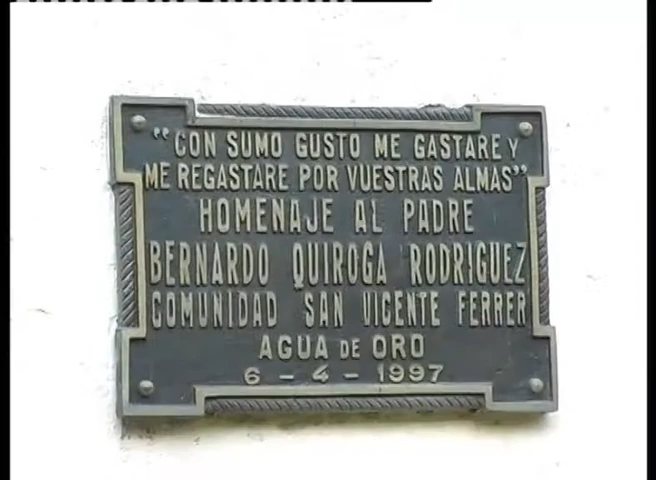 "CON SUMO GUSTO ME GASTARE Y
ME REGASTARE POR VUESTRAS ALMAS"
HOMENAJE AL PADRE
BERNARDO QUIROGA RODRIGUEZ
COMUNIDAD SAN VICENTE FERRER
AGUA DE ORO
6 - 4 - 1997